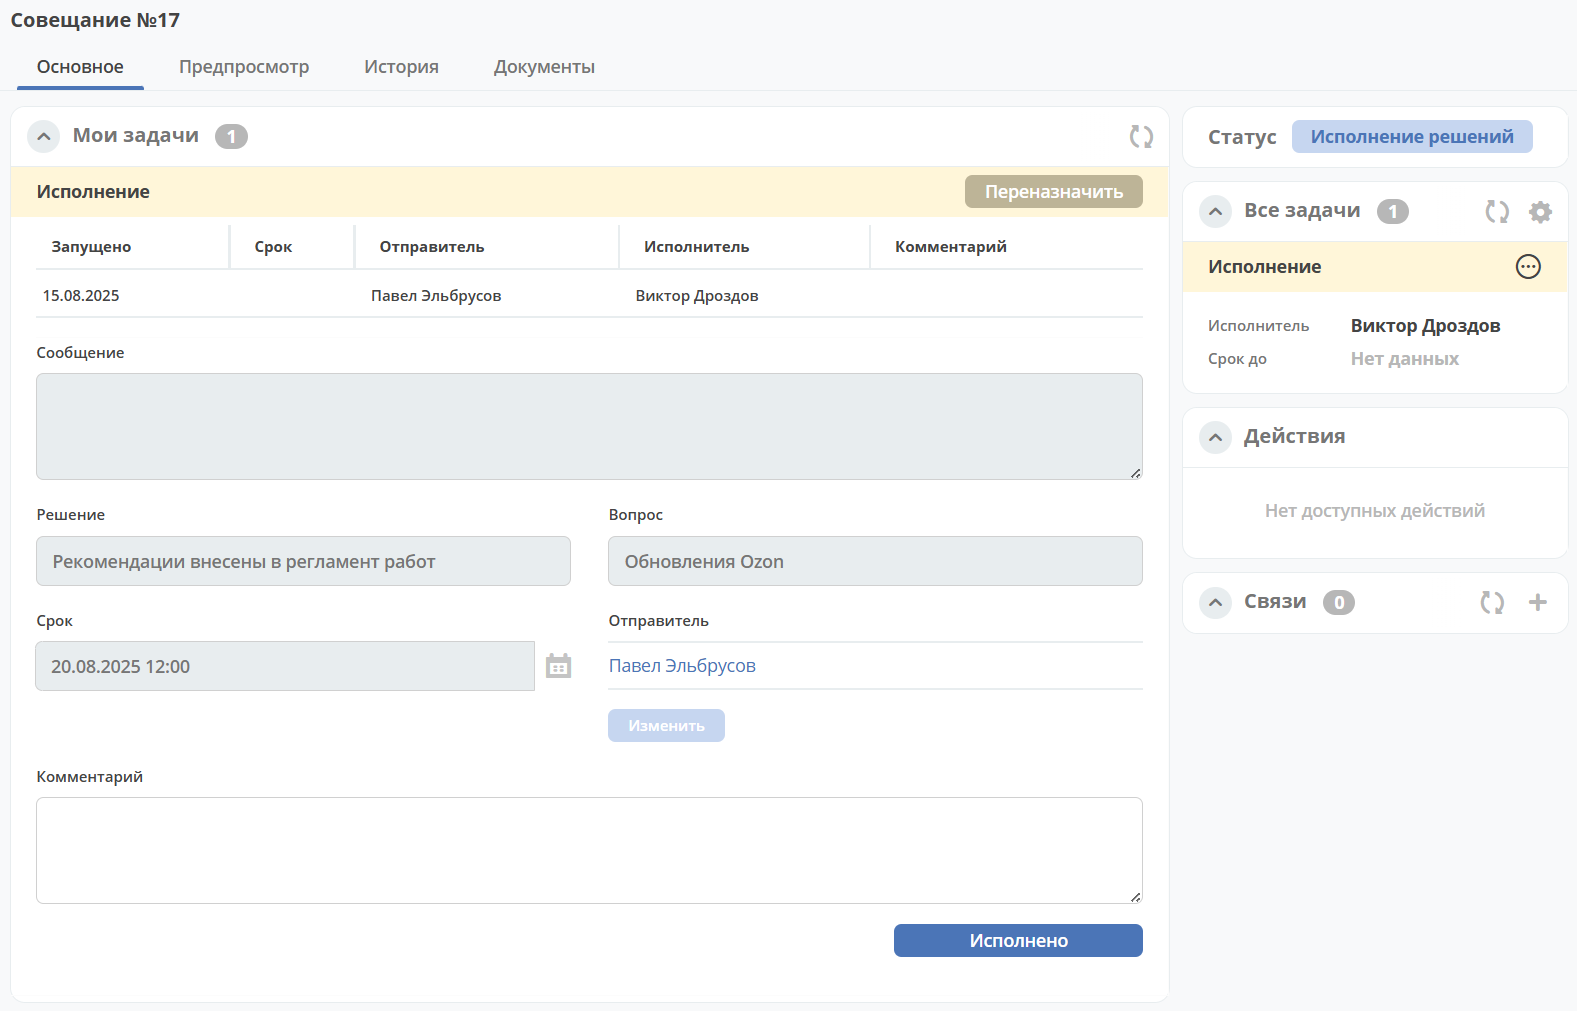 Совещание №17
Основное Предпросмотр История Документы
Мои задачи 1
Исполнение Переназначить
Запущено Срок Отправитель Исполнитель Комментарий
15.08.2025 Павел Эльбрусов Виктор Дроздов
Сообщение
Решение Вопрос
Рекомендации внесены в регламент работ Обновления Ozon
Срок Отправитель
20.08.2025 12:00 Павел Эльбрусов
Изменить
Комментарий
Исполнено
Статус Исполнение решений
Все задачи 1
Исполнение
Исполнитель Виктор Дроздов
Срок до Нет данных
Действия
Нет доступных действий
Связи 0